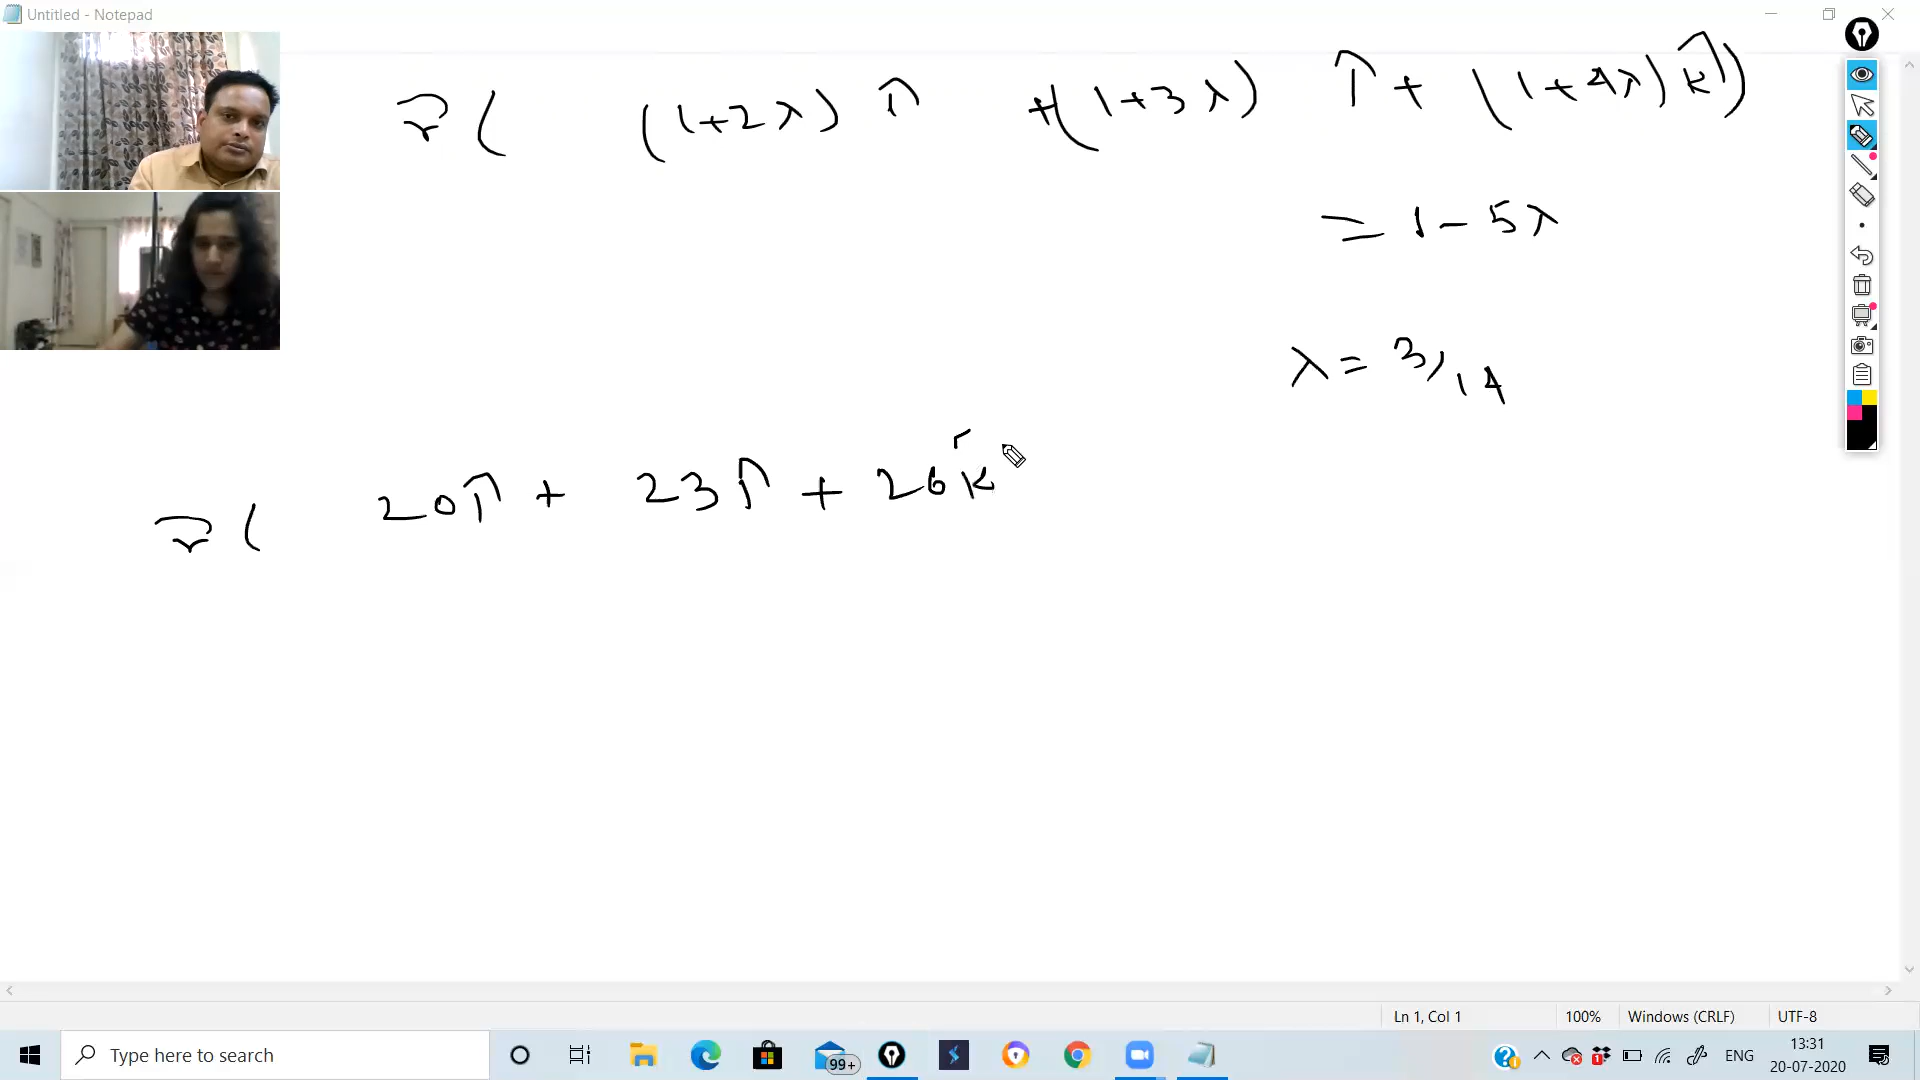 Untitled - Notepad
r̄( (1+2λ) î +(1+3λ) ĵ + (1+4λ) k̂)
= 1 - 5λ
λ = 3/14
r̄( 20î + 23ĵ + 26k
Ln 1, Col 1 100% Windows (CRLF) UTF-8
Type here to search
99+
1
ENG
13:31
20-07-2020